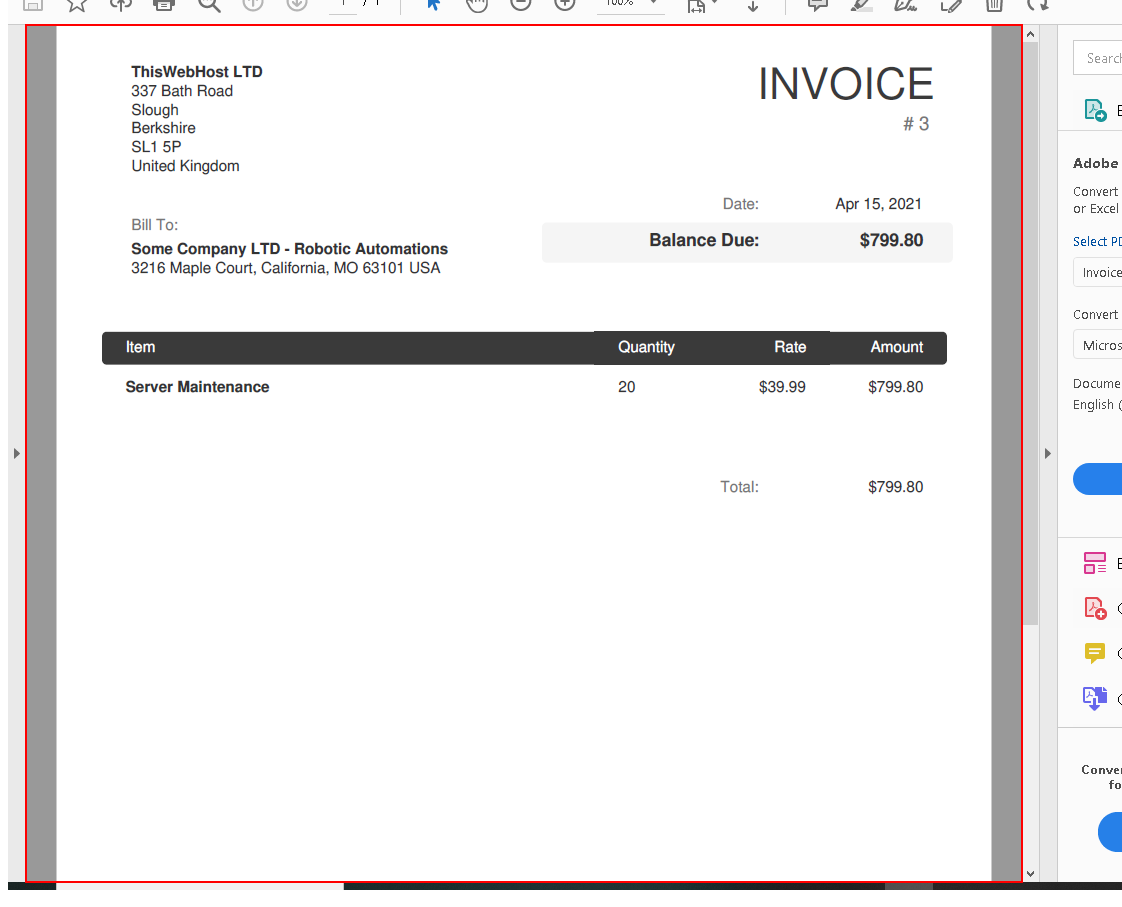 1 / 1
100%
ThisWebHost LTD
337 Bath Road
Slough
Berkshire
SL1 5P
United Kingdom
INVOICE
# 3
Date: Apr 15, 2021
Balance Due: $799.80
Bill To:
Some Company LTD - Robotic Automations
3216 Maple Court, California, MO 63101 USA
Item Quantity Rate Amount
Server Maintenance 20 $39.99 $799.80
Total: $799.80
Search
E
Adobe
Convert
or Excel
Select PD
Invoice
Convert
Micros
Docume
English (
E
C
C
C
Conver
fo